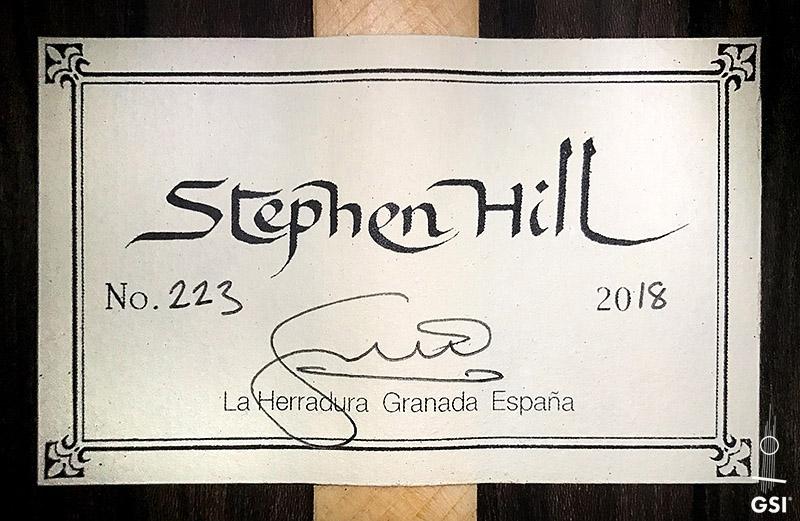 Stephen Hill
No. 223 2018
La Herradura Granada España
GSI